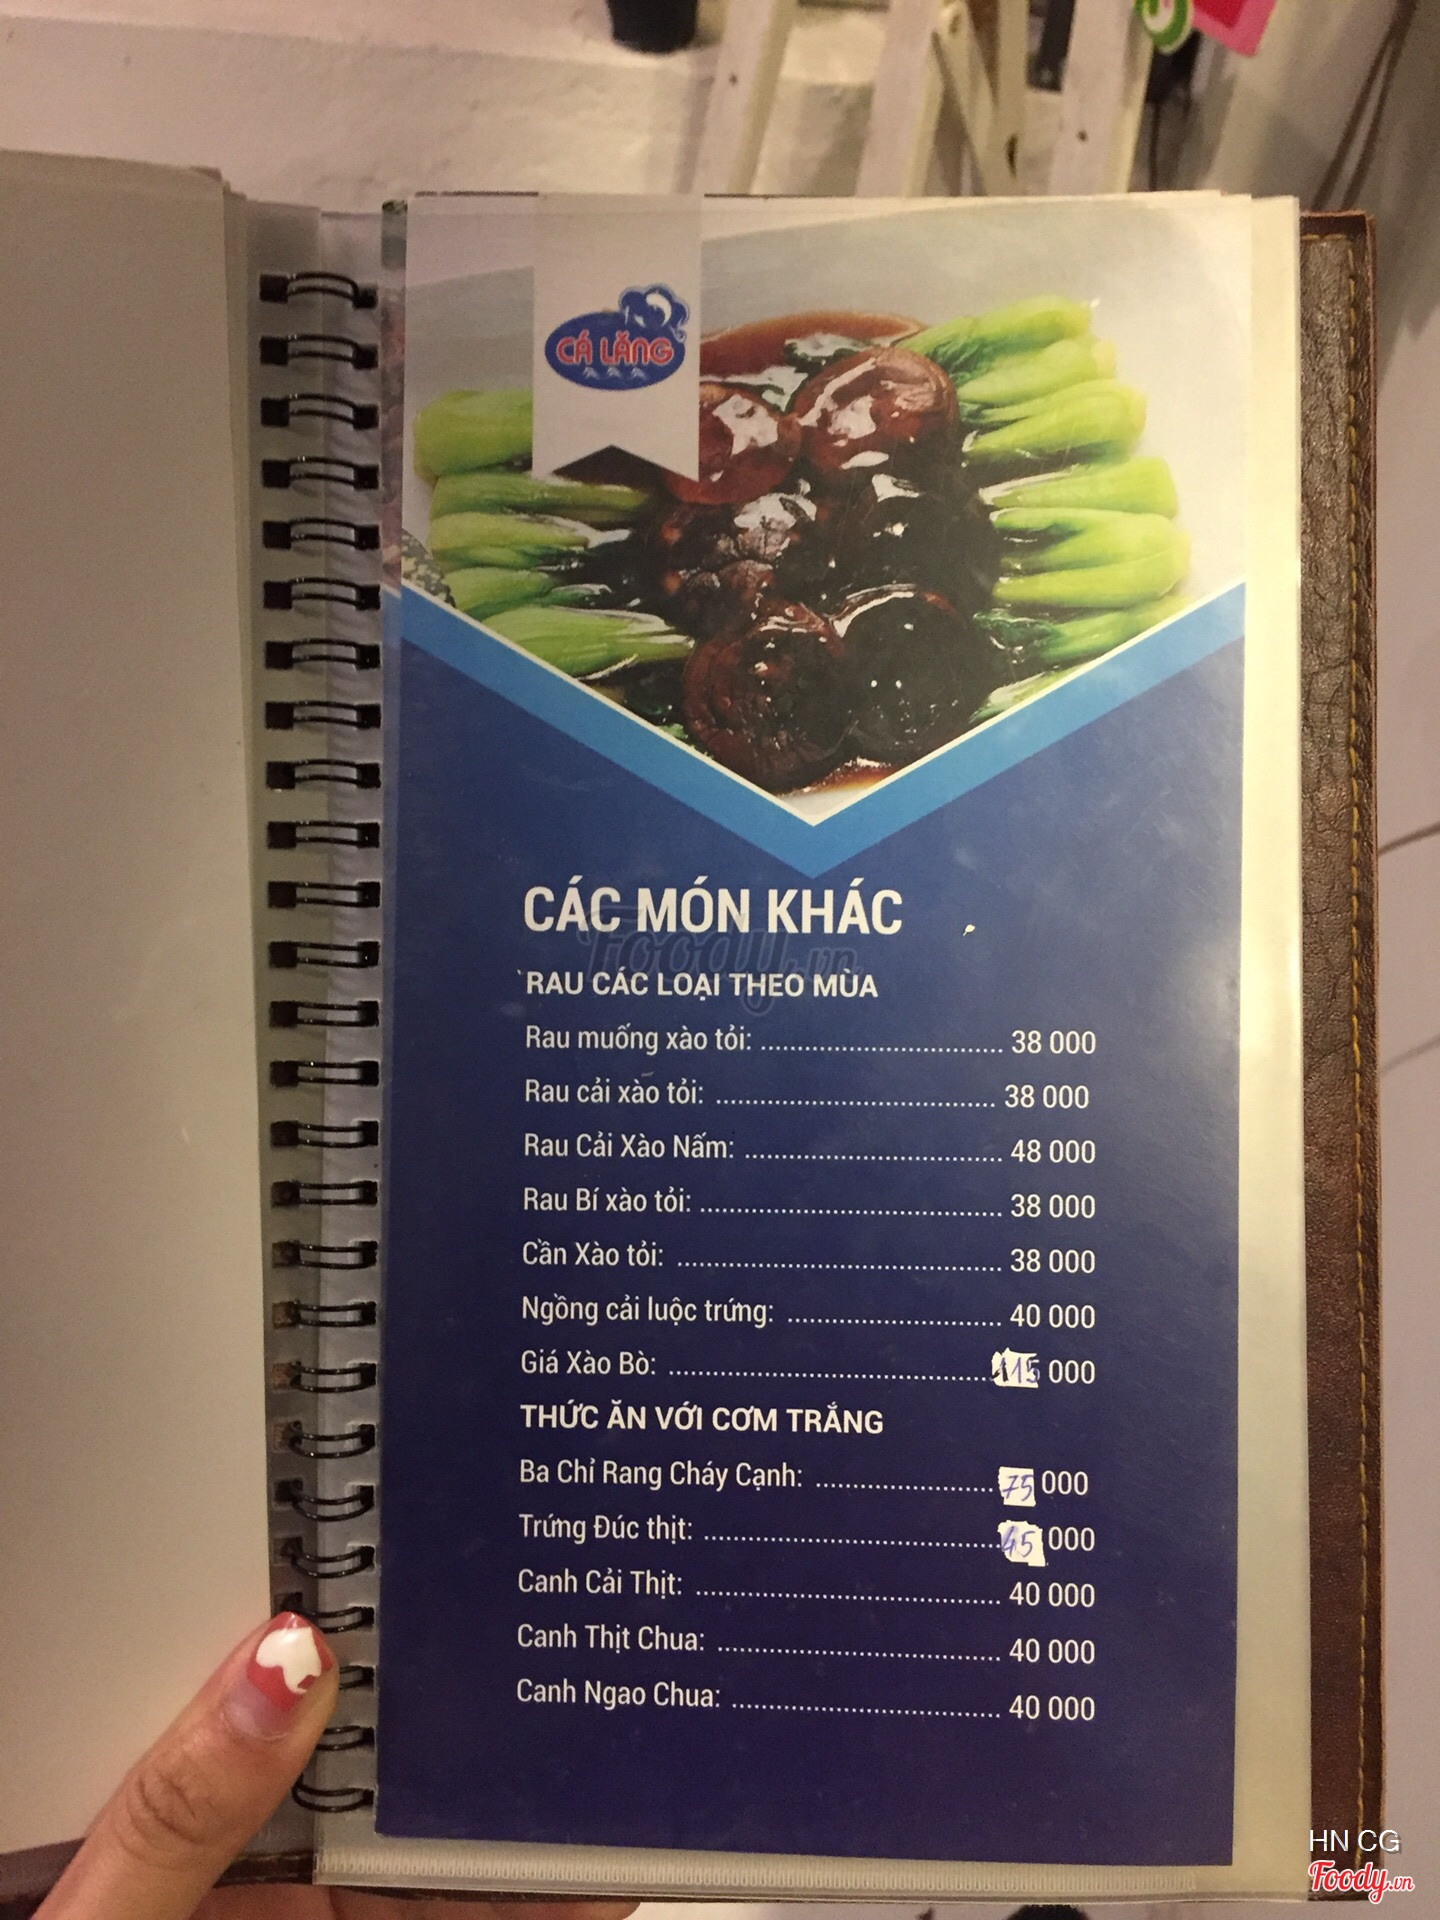 CÁ LĂNG
CÁC MÓN KHÁC
Foody.vn
RAU CÁC LOẠI THEO MÙA
Rau muống xào tỏi: 38 000
Rau cải xào tỏi: 38 000
Rau Cải Xào Nấm: 48 000
Rau Bí xào tỏi: 38 000
Cần Xào tỏi: 38 000
Ngồng cải luộc trứng: 40 000
Giá Xào Bò: 115 000
THỨC ĂN VỚI CƠM TRẮNG
Ba Chỉ Rang Cháy Cạnh: 75 000
Trứng Đúc thịt: 45 000
Canh Cải Thịt: 40 000
Canh Thịt Chua: 40 000
Canh Ngao Chua: 40 000
HN CG
Foody.vn